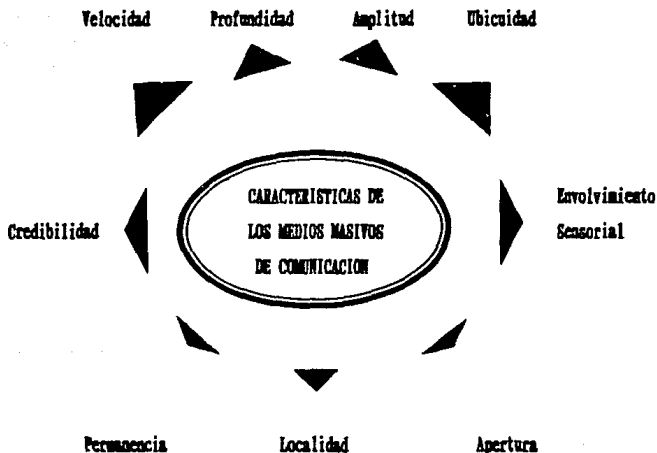 Velocidad Profundidad Amplitud Ubicuidad
CARACTERISTICAS DE
LOS MEDIOS MASIVOS
DE COMUNICACION
Credibilidad
Envolvimiento
Sensorial
Permanencia Localidad Apertura